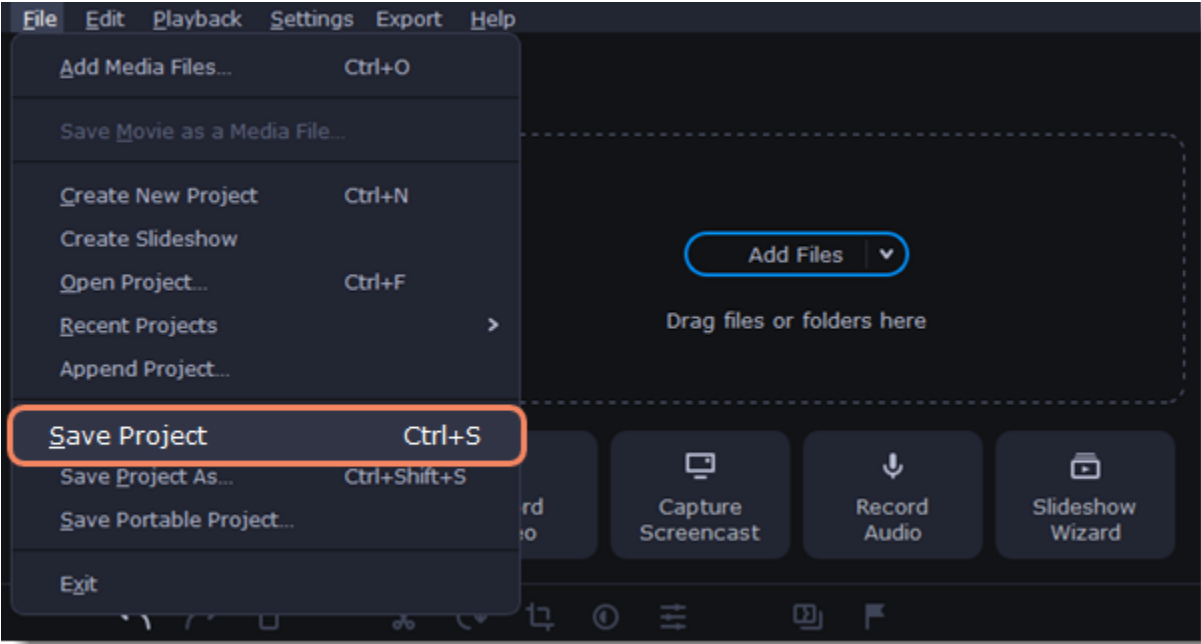 File Edit Playback Settings Export Help
Add Media Files... Ctrl+O
Save Movie as a Media File...
Create New Project Ctrl+N
Create Slideshow
Open Project... Ctrl+F
Recent Projects
Append Project...
Save Project Ctrl+S
Save Project As... Ctrl+Shift+S
Save Portable Project...
Exit
Add Files
Drag files or folders here
Capture
Screencast
Record
Audio
Slideshow
Wizard